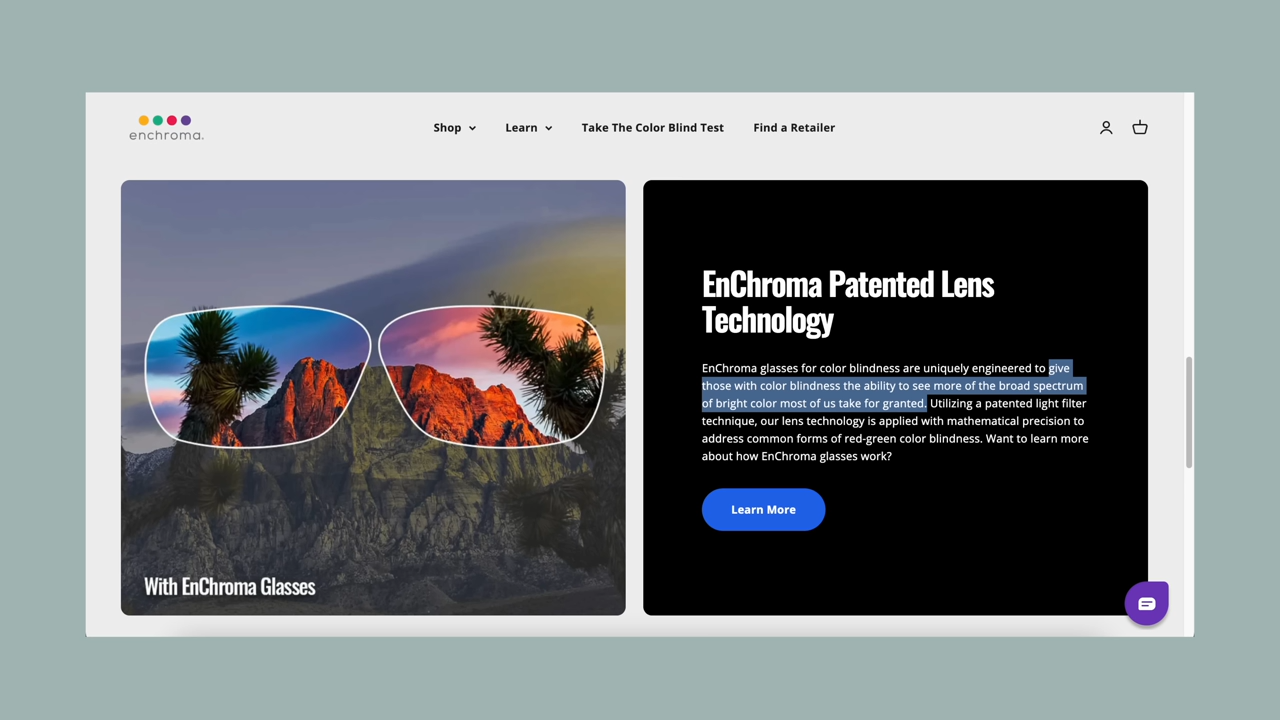 enchroma.
Shop
Learn
Take The Color Blind Test
Find a Retailer
With EnChroma Glasses
EnChroma Patented Lens
Technology
EnChroma glasses for color blindness are uniquely engineered to give
those with color blindness the ability to see more of the broad spectrum
of bright color most of us take for granted. Utilizing a patented light filter
technique, our lens technology is applied with mathematical precision to
address common forms of red-green color blindness. Want to learn more
about how EnChroma glasses work?
Learn More